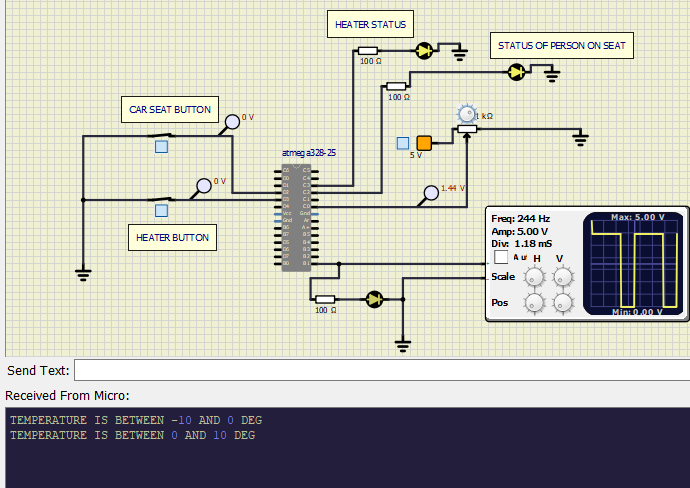 HEATER STATUS
STATUS OF PERSON ON SEAT
100 Ω
100 Ω
CAR SEAT BUTTON
0 V
1 kΩ
5 V
atmega328-25
0 V
1.44 V
HEATER BUTTON
Freq: 244 Hz
Amp: 5.00 V
Div: 1.18 mS
Au H V
Scale
Pos
Max: 5.00 V
Min: 0.00 V
100 Ω
Send Text:
Received From Micro:
TEMPERATURE IS BETWEEN -10 AND 0 DEG
TEMPERATURE IS BETWEEN 0 AND 10 DEG